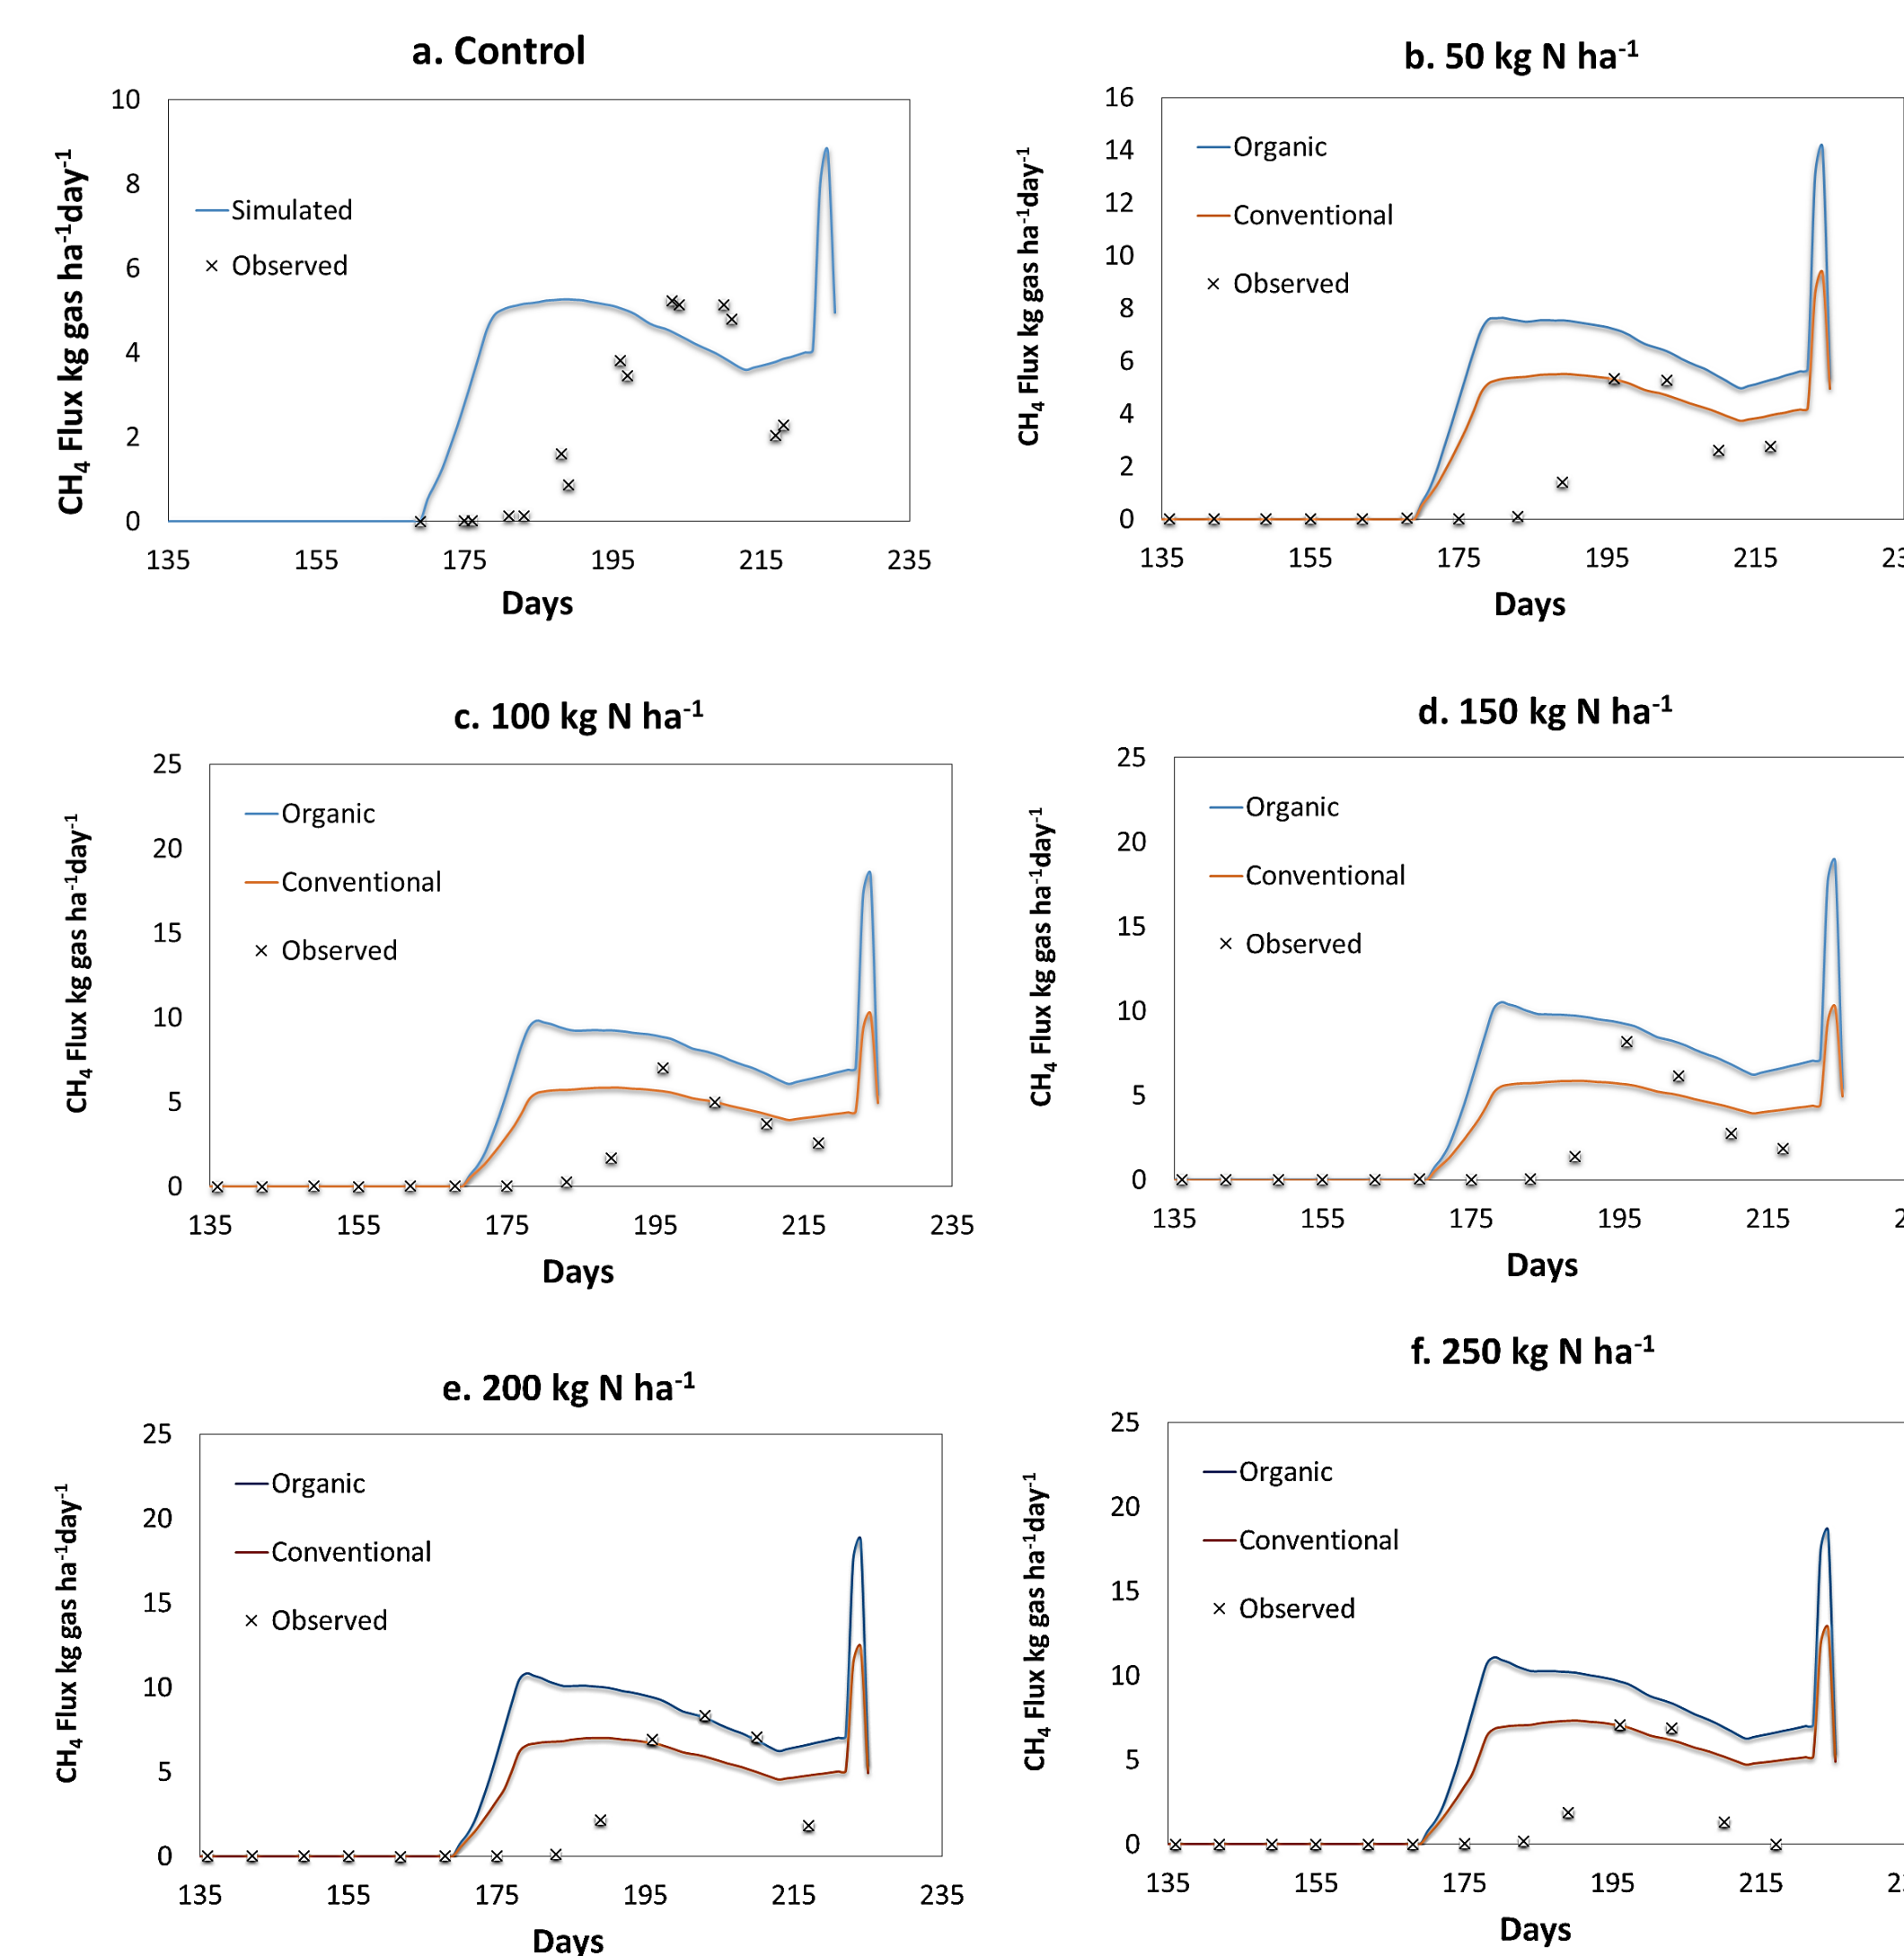 a. Control
CH4 Flux kg gas ha-1day-1
10
8
6
4
2
0
Simulated
Observed
135 155 175 195 215 235
Days
b. 50 kg N ha-1
CH4 Flux kg gas ha-1day-1
16
14
12
10
8
6
4
2
0
Organic
Conventional
Observed
135 155 175 195 215 23
Days
c. 100 kg N ha-1
CH4 Flux kg gas ha-1day-1
25
20
15
10
5
0
Organic
Conventional
Observed
135 155 175 195 215 235
Days
d. 150 kg N ha-1
CH4 Flux kg gas ha-1day-1
25
20
15
10
5
0
Organic
Conventional
Observed
135 155 175 195 215 2
Days
e. 200 kg N ha-1
CH4 Flux kg gas ha-1day-1
25
20
15
10
5
0
Organic
Conventional
Observed
135 155 175 195 215 235
Days
f. 250 kg N ha-1
CH4 Flux kg gas ha-1day-1
25
20
15
10
5
0
Organic
Conventional
Observed
135 155 175 195 215 23
Days